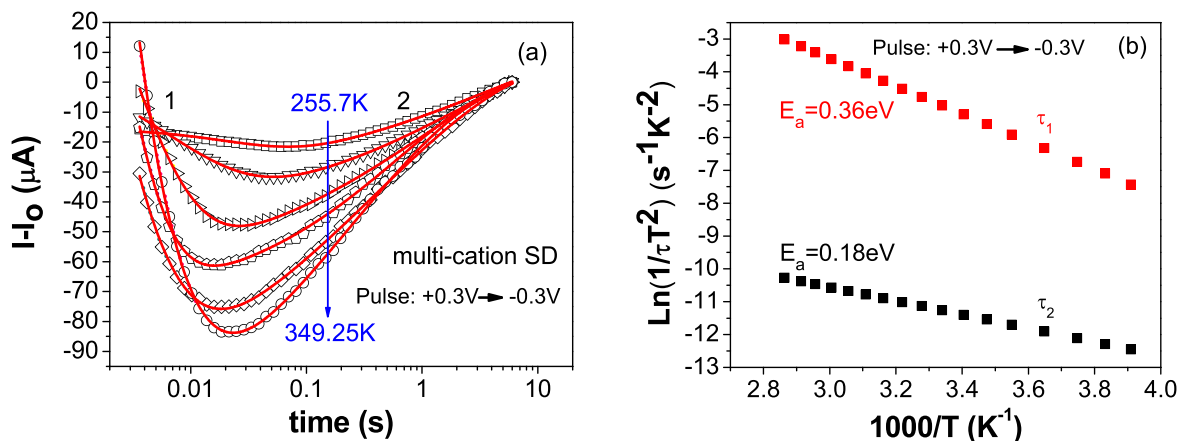 (a)
20
10
0
-10
-20
-30
-40
-50
-60
-70
-80
-90
I-I₀ (μA)
1
255.7K
2
multi-cation SD
Pulse: +0.3V → -0.3V
349.25K
0.01
0.1
1
10
time (s)
(b)
-3
-4
-5
-6
-7
-8
-9
-10
-11
-12
-13
Ln(1/τT²) (s⁻¹K⁻²)
Pulse: +0.3V → -0.3V
Eₐ=0.36eV
τ₁
Eₐ=0.18eV
τ₂
2.8
3.0
3.2
3.4
3.6
3.8
4.0
1000/T (K⁻¹)